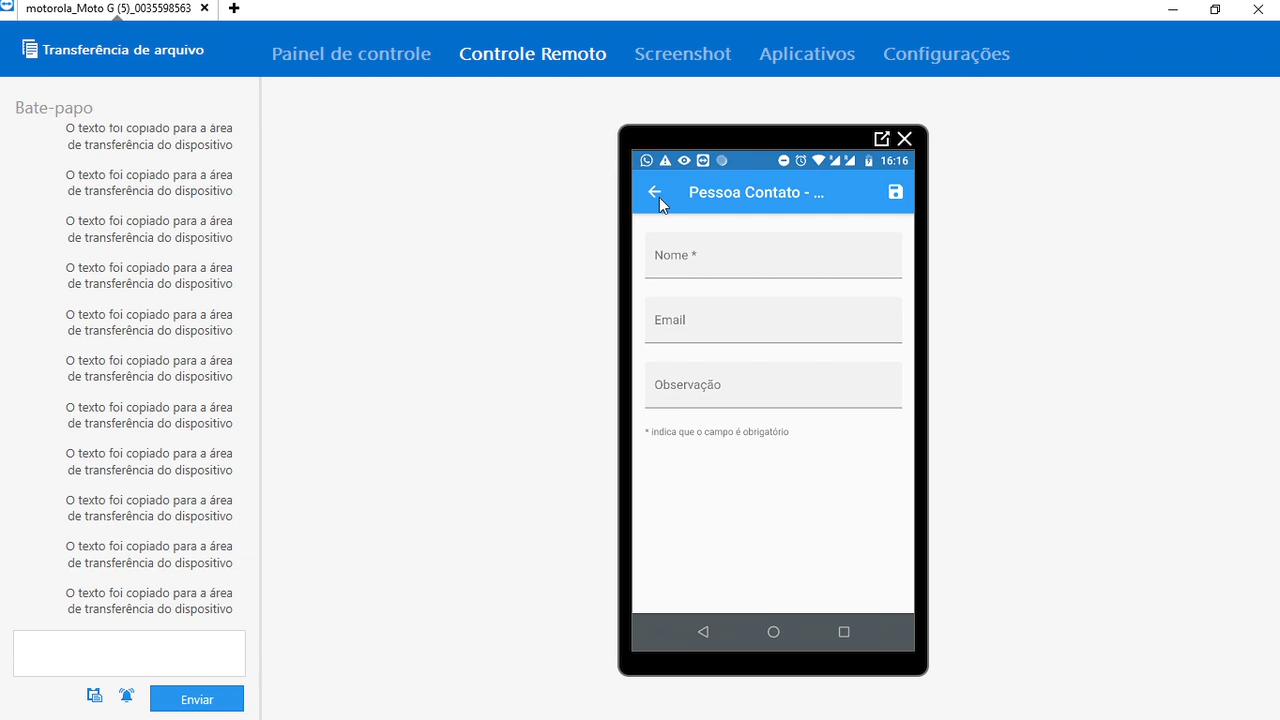 motorola_Moto G (5)_0035598563
Transferência de arquivo
Painel de controle
Controle Remoto
Screenshot
Aplicativos
Configurações
Bate-papo
O texto foi copiado para a área
de transferência do dispositivo
O texto foi copiado para a área
de transferência do dispositivo
O texto foi copiado para a área
de transferência do dispositivo
O texto foi copiado para a área
de transferência do dispositivo
O texto foi copiado para a área
de transferência do dispositivo
O texto foi copiado para a área
de transferência do dispositivo
O texto foi copiado para a área
de transferência do dispositivo
O texto foi copiado para a área
de transferência do dispositivo
O texto foi copiado para a área
de transferência do dispositivo
O texto foi copiado para a área
de transferência do dispositivo
O texto foi copiado para a área
de transferência do dispositivo
Enviar
16:16
Pessoa Contato - ...
Nome *
Email
Observação
* indica que o campo é obrigatório